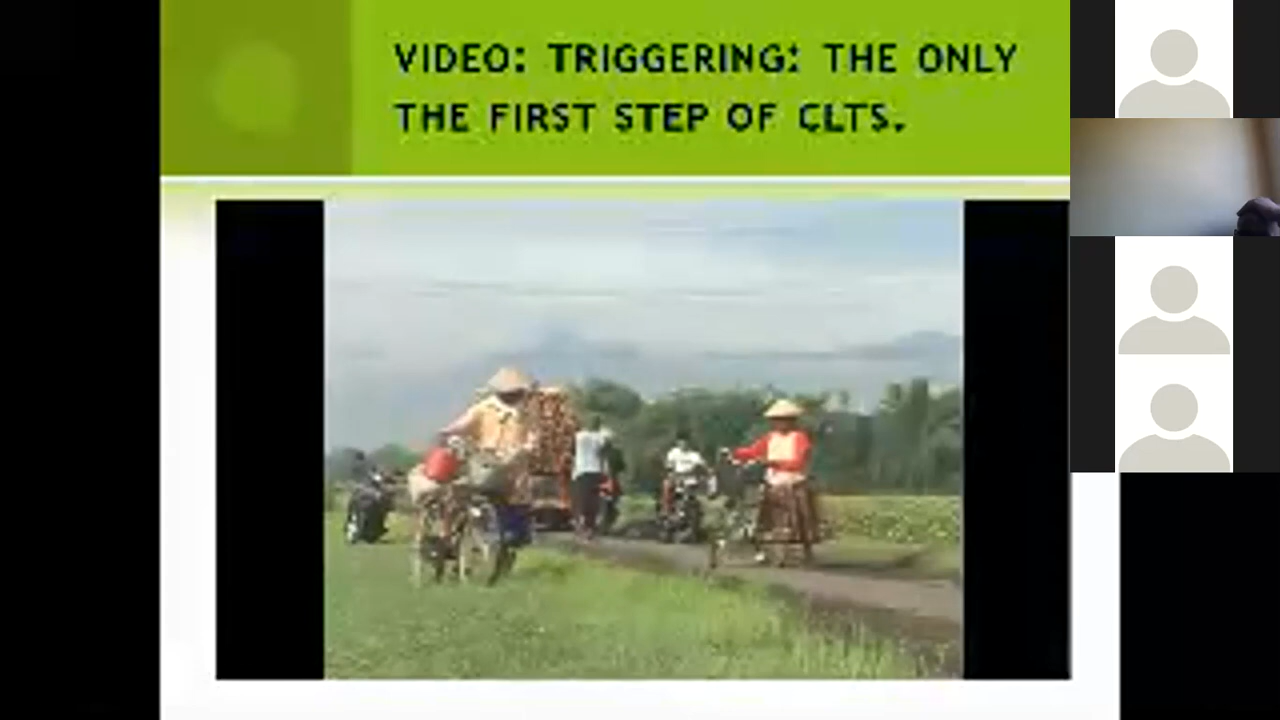 VIDEO: TRIGGERING: THE ONLY
THE FIRST STEP OF CLTS.